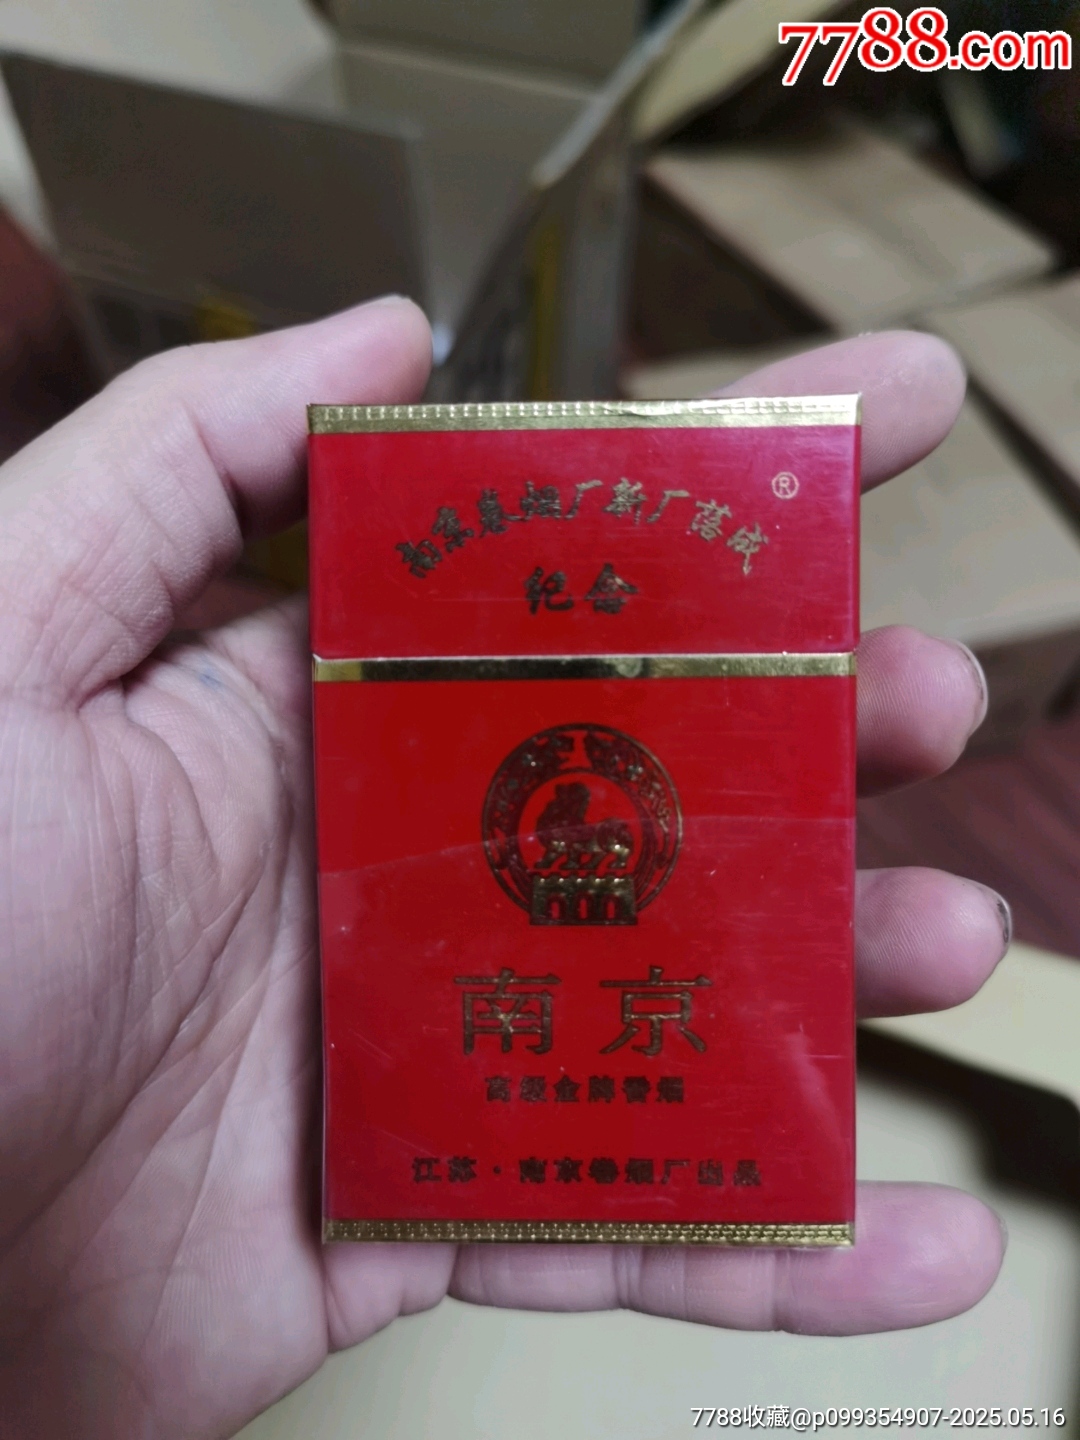 7788.com
南京卷烟厂新厂落成
®
纪念
南京
高级金牌香烟
江苏·南京卷烟厂出品
7788收藏@p099354907-2025.05.16